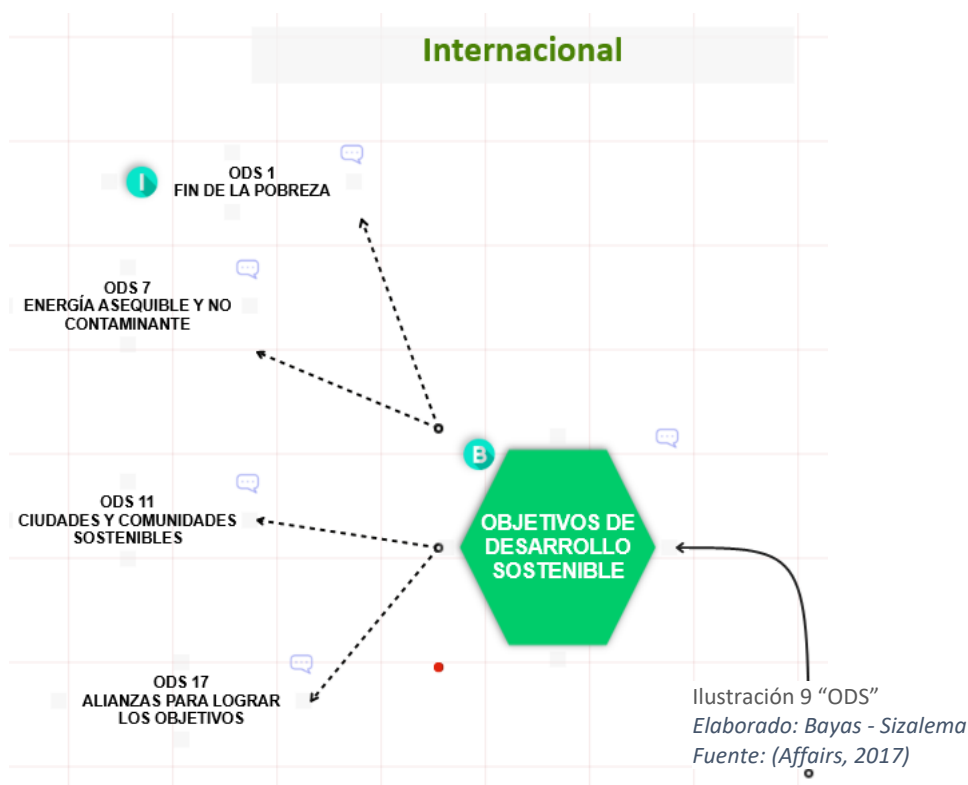 Internacional
I
ODS 1
FIN DE LA POBREZA
ODS 7
ENERGÍA ASEQUIBLE Y NO
CONTAMINANTE
B
ODS 11
CIUDADES Y COMUNIDADES
SOSTENIBLES
OBJETIVOS DE
DESARROLLO
SOSTENIBLE
ODS 17
ALIANZAS PARA LOGRAR
LOS OBJETIVOS
Ilustración 9 “ODS”
Elaborado: Bayas - Sizalema
Fuente: (Affairs, 2017)